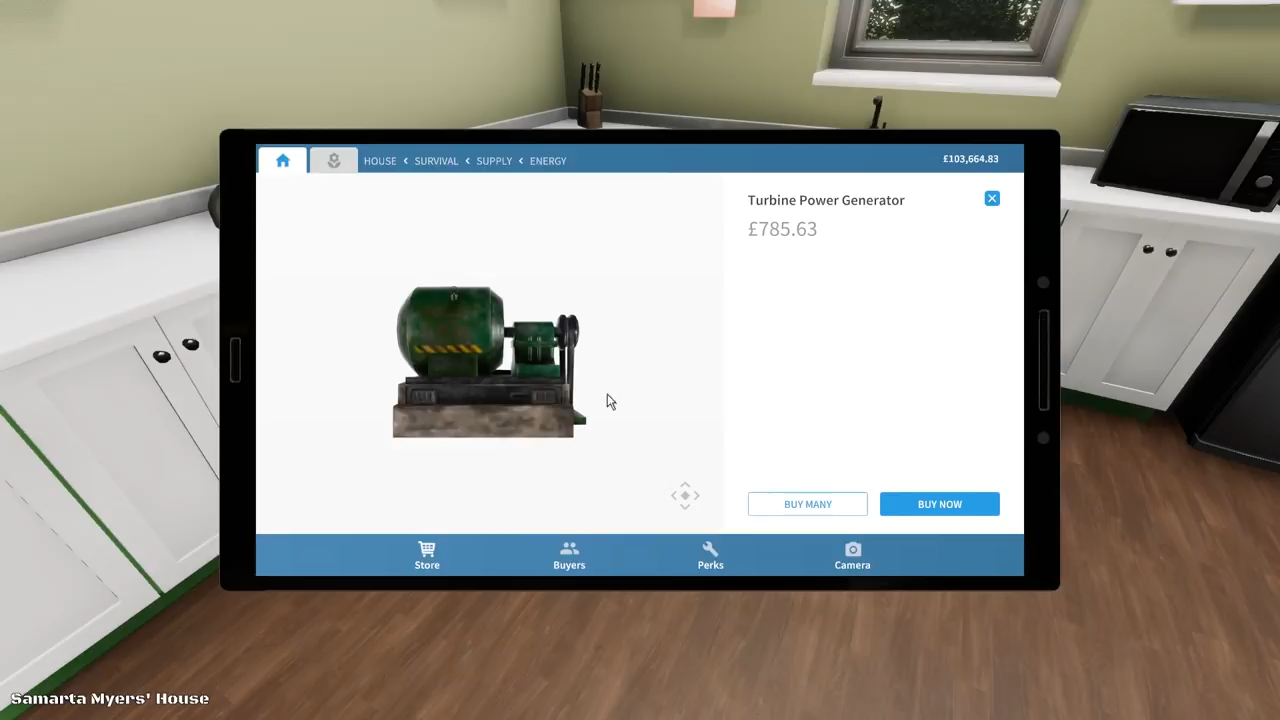 HOUSE < SURVIVAL < SUPPLY < ENERGY
£103,664.83
Turbine Power Generator
£785.63
BUY MANY
BUY NOW
Store
Buyers
Perks
Camera
Samarta Myers' House